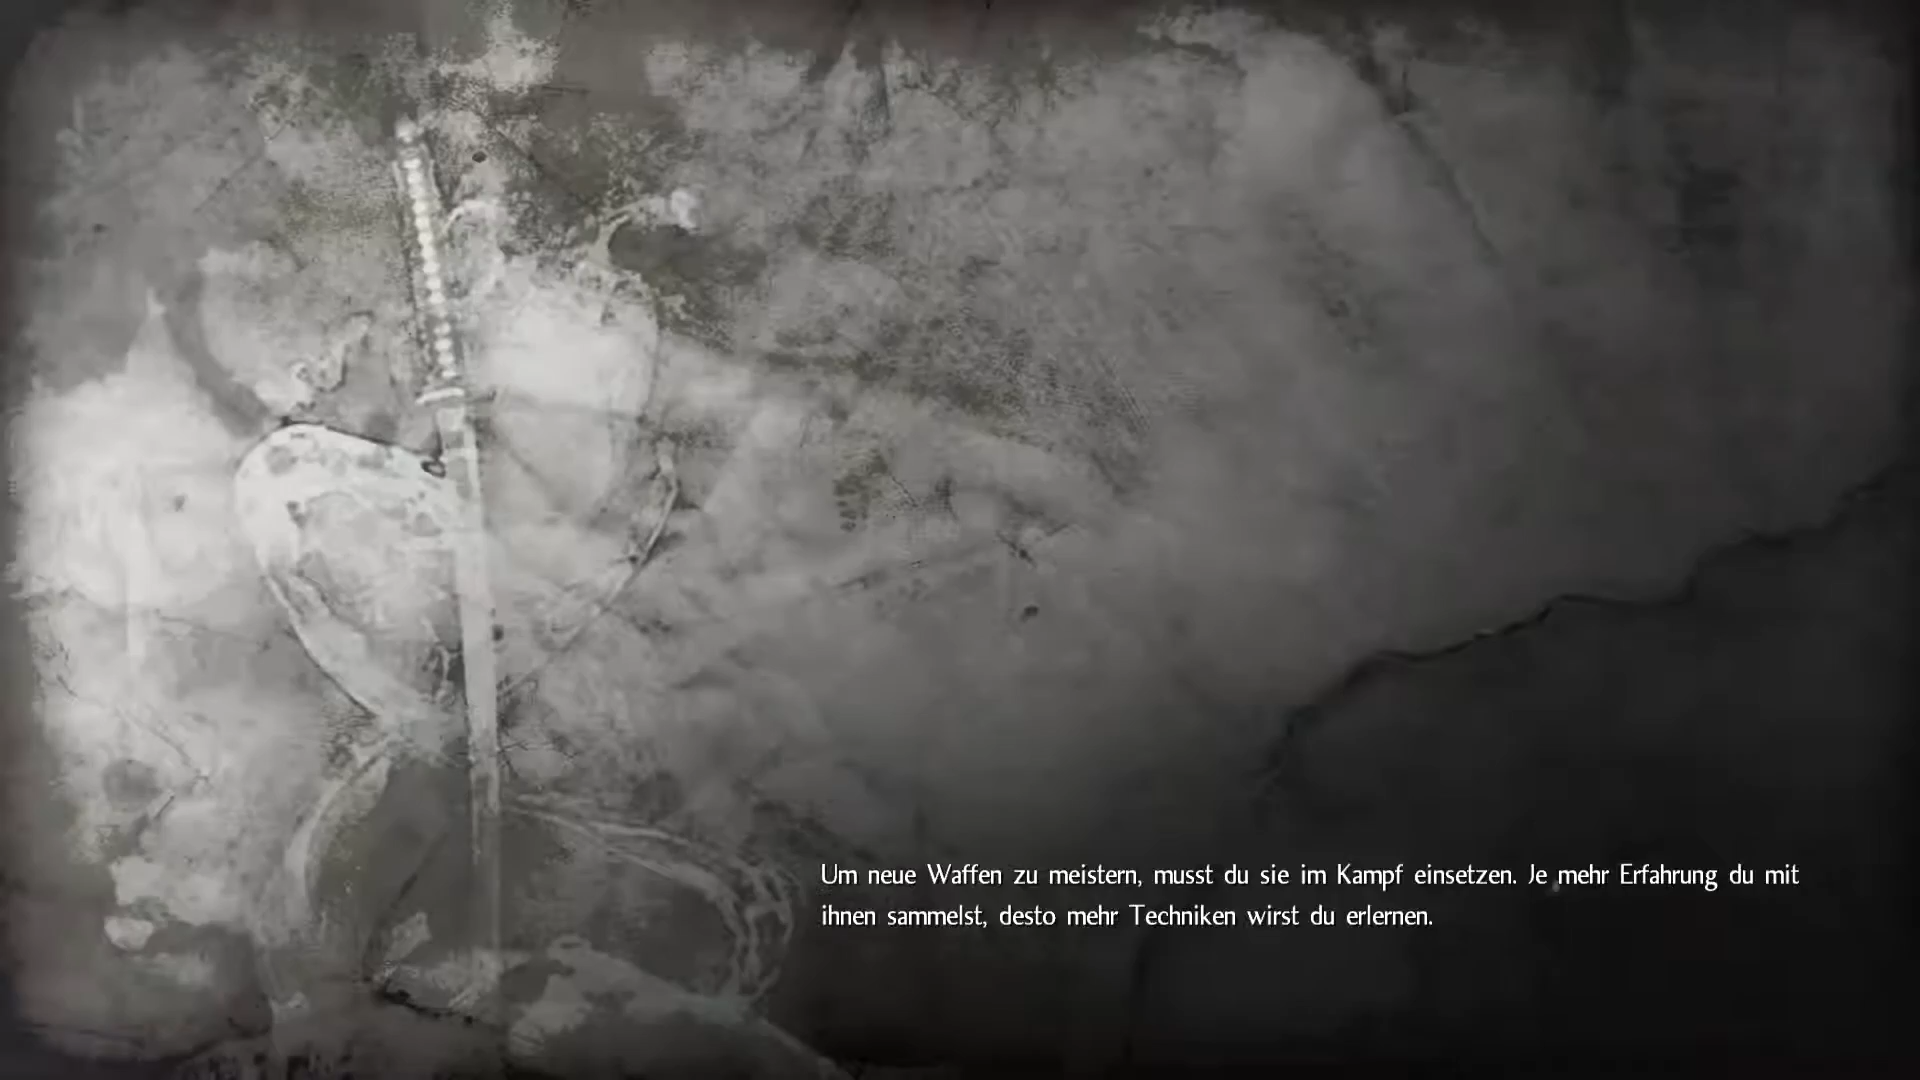 Um neue Waffen zu meistern, musst du sie im Kampf einsetzen. Je mehr Erfahrung du mit
ihnen sammelst, desto mehr Techniken wirst du erlernen.